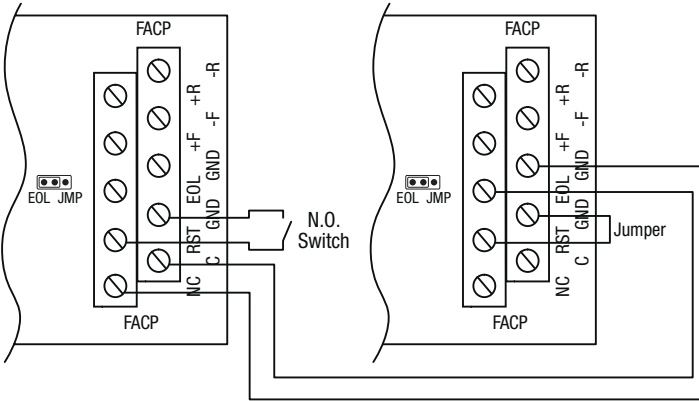 FACP
-R
+R
-F
+F
GND
EOL
GND
RST
C
NC
EOL JMP
N.O.
Switch
FACP
FACP
-R
+R
-F
+F
GND
EOL
GND
RST
C
NC
EOL JMP
Jumper
FACP